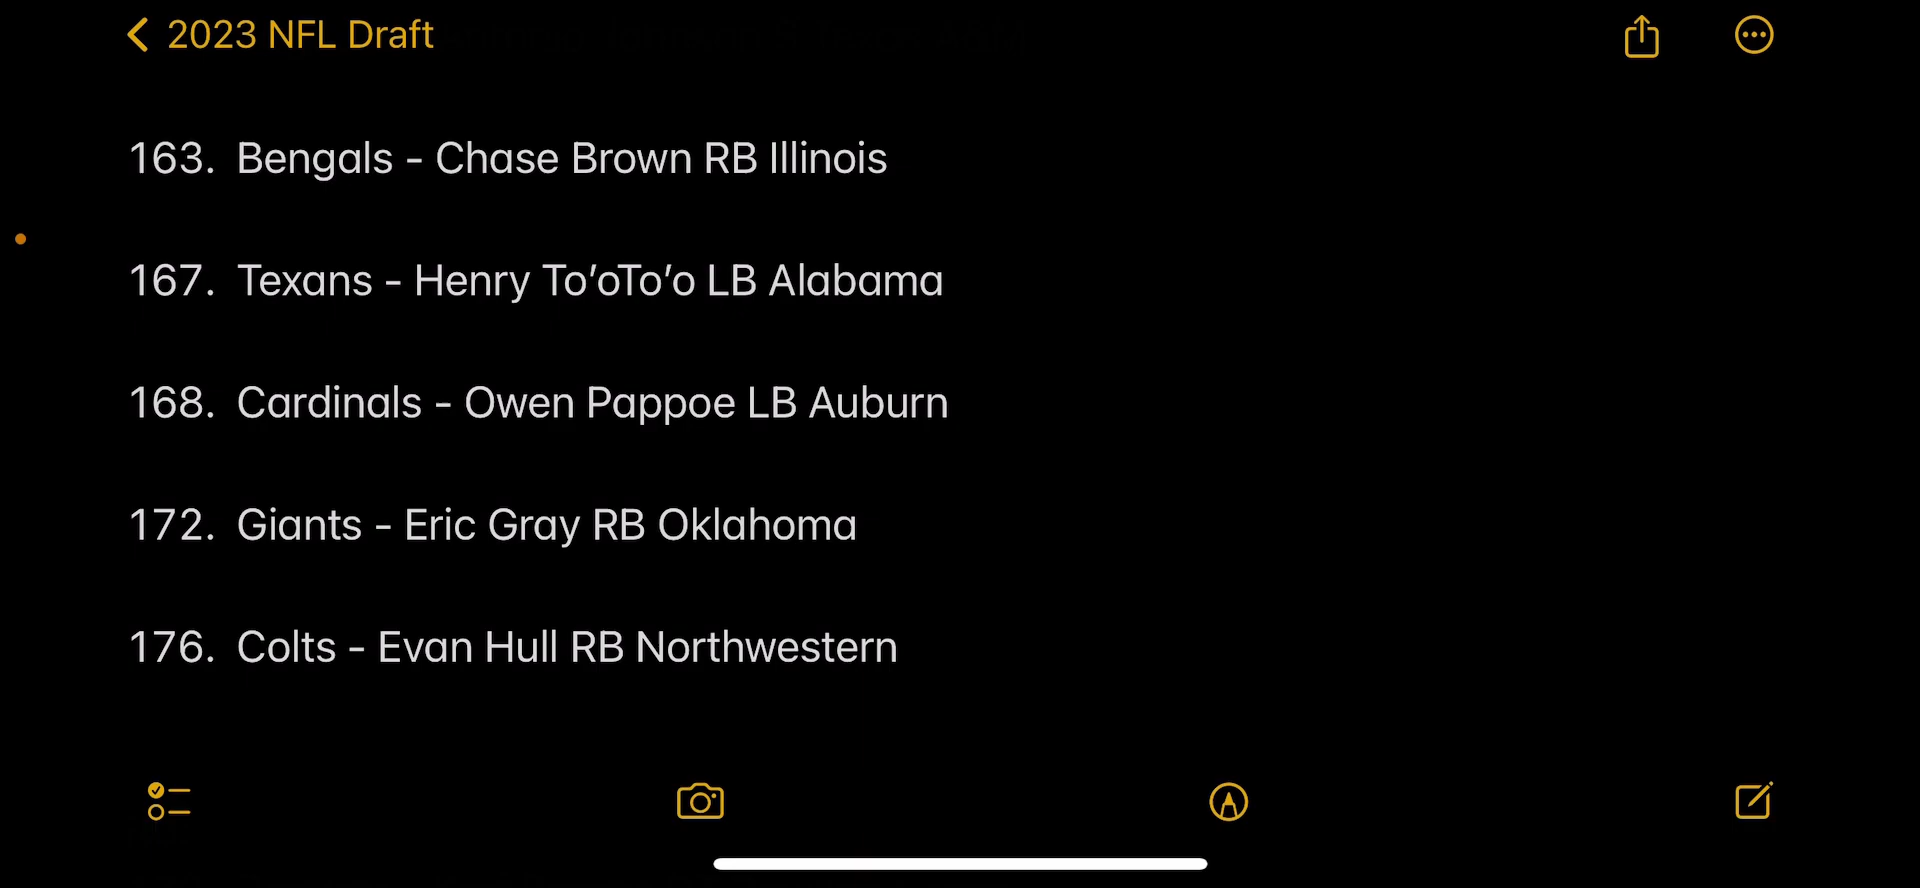 2023 NFL Draft
163. Bengals - Chase Brown RB Illinois
167. Texans - Henry To’oTo’o LB Alabama
168. Cardinals - Owen Pappoe LB Auburn
172. Giants - Eric Gray RB Oklahoma
176. Colts - Evan Hull RB Northwestern